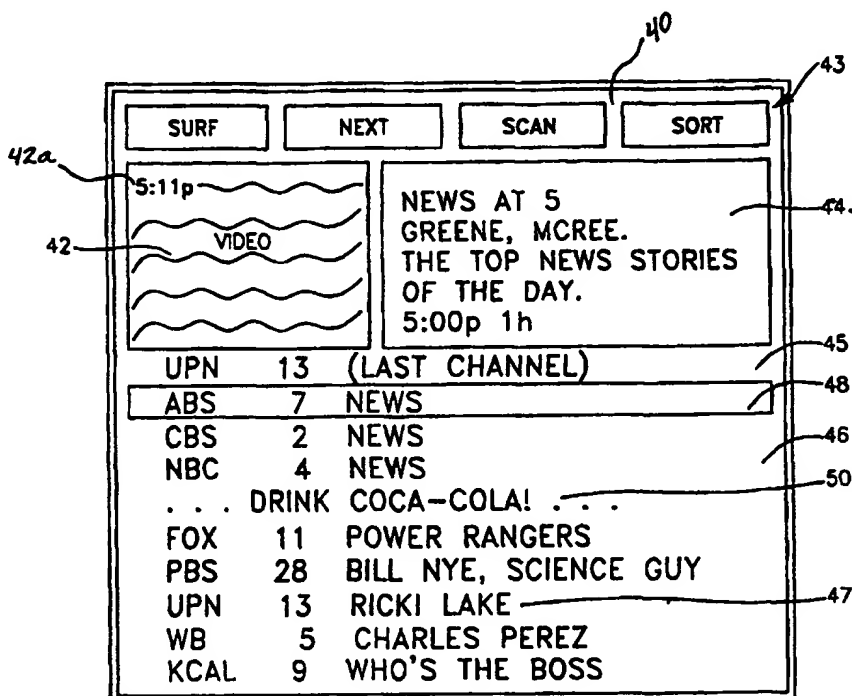 40
43
SURF NEXT SCAN SORT
42a
5:11p
42
VIDEO
NEWS AT 5
GREENE, MCREE.
THE TOP NEWS STORIES
OF THE DAY.
5:00p 1h
44
UPN 13 (LAST CHANNEL)
45
ABS 7 NEWS
48
CBS 2 NEWS
46
NBC 4 NEWS
. . . DRINK COCA-COLA! . . .
50
FOX 11 POWER RANGERS
PBS 28 BILL NYE, SCIENCE GUY
UPN 13 RICKI LAKE
47
WB 5 CHARLES PEREZ
KCAL 9 WHO'S THE BOSS